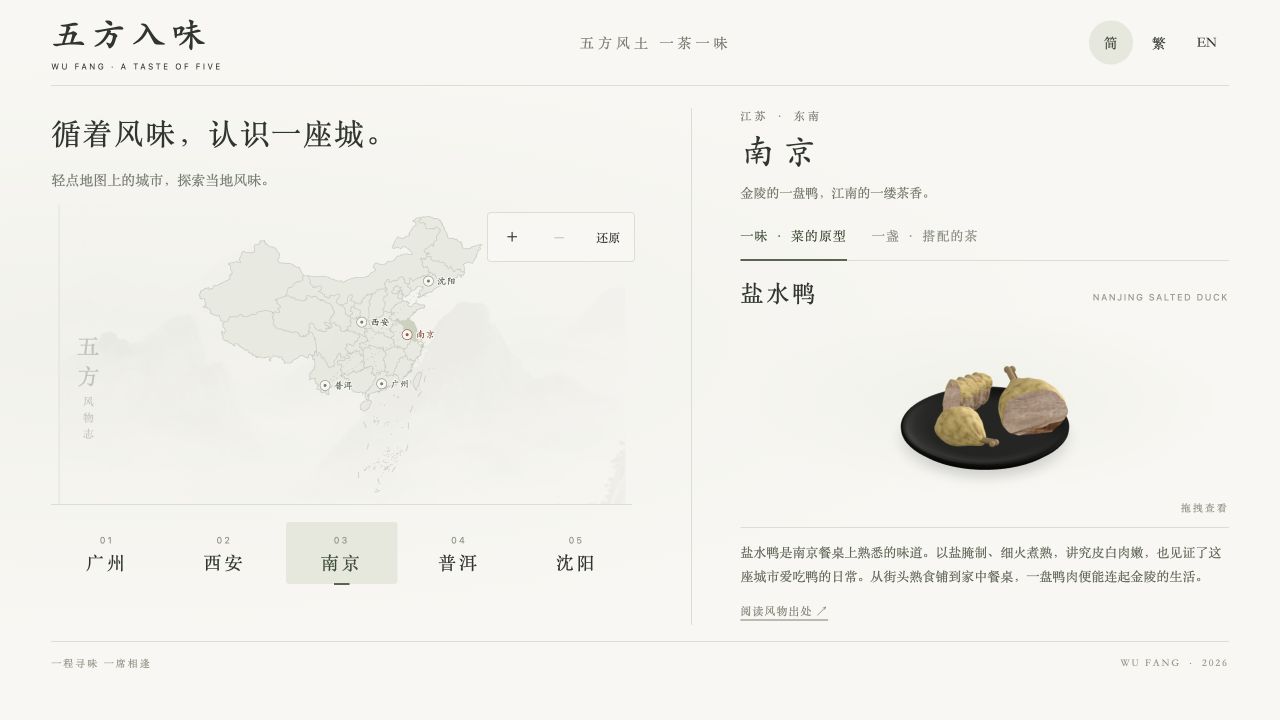 五方入味
WU FANG · A TASTE OF FIVE
五方风土 一茶一味
简
繁
EN
循着风味，认识一座城。
轻点地图上的城市，探索当地风味。
+
—
还原
沈阳
西安
南京
普洱
广州
五方
风物志
01
广州
02
西安
03
南京
04
普洱
05
沈阳
江苏 · 东南
南京
金陵的一盘鸭，江南的一缕茶香。
一味 · 菜的原型
一盏 · 搭配的茶
盐水鸭
NANJING SALTED DUCK
拖拽查看
盐水鸭是南京餐桌上熟悉的味道。以盐腌制、细火煮熟，讲究皮白肉嫩，也见证了这
座城市爱吃鸭的日常。从街头熟食铺到家中餐桌，一盘鸭肉便能连起金陵的生活。
阅读风物出处 ↗
一程寻味 一席相逢
WU FANG · 2026